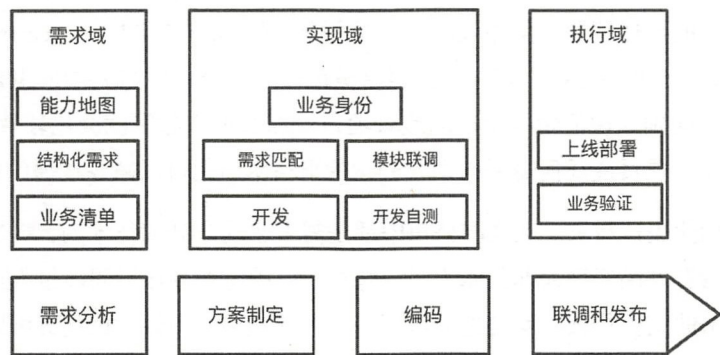 需求域
能力地图
结构化需求
业务清单
实现域
业务身份
需求匹配
模块联调
开发
开发自测
执行域
上线部署
业务验证
需求分析
方案制定
编码
联调和发布